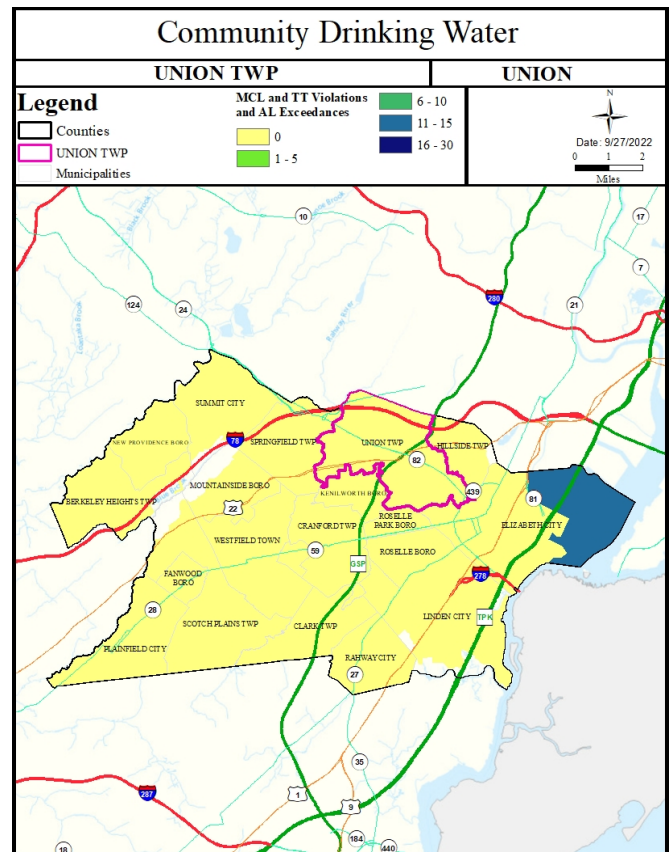 Community Drinking Water
UNION TWP
UNION
Legend
Counties
UNION TWP
Municipalities
MCL and TT Violations
and AL Exceedances
0
1 - 5
6 - 10
11 - 15
16 - 30
N
Date: 9/27/2022
0 1 2
Miles
10
17
7
280
124
24
21
SUMMIT CITY
NEW PROVIDENCE BORO
78
SPRINGFIELD TWP
UNION TWP
HILLSIDE TWP
82
MOUNTAINSIDE BORO
KENILWORTH BORO
439
81
BERKELEY HEIGHTS TWP
22
ROSELLE
PARK BORO
ELIZABETH CITY
CRANFORD TWP
WESTFIELD TOWN
59
ROSELLE BORO
GSP
FANWOOD
BORO
278
28
SCOTCH PLAINS TWP
CLARK TWP
LINDEN CITY
TPK
PLAINFIELD CITY
RAHWAY CITY
27
35
287
1
9
18
184
440